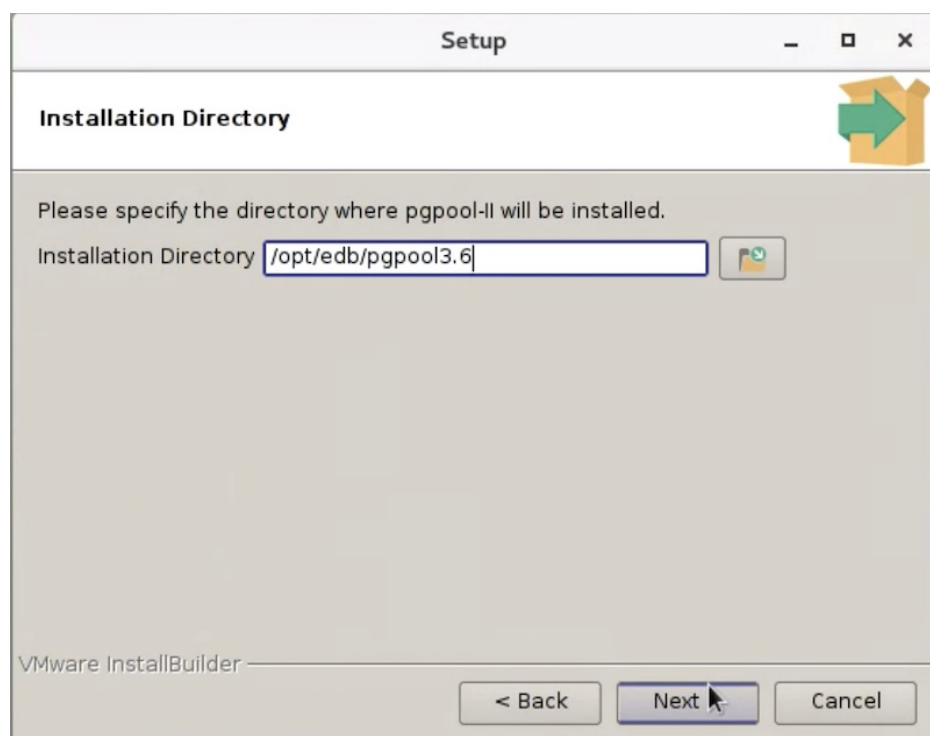 Setup
Installation Directory
Please specify the directory where pgpool-II will be installed.
Installation Directory /opt/edb/pgpool3.6
VMware InstallBuilder
< Back Next Cancel